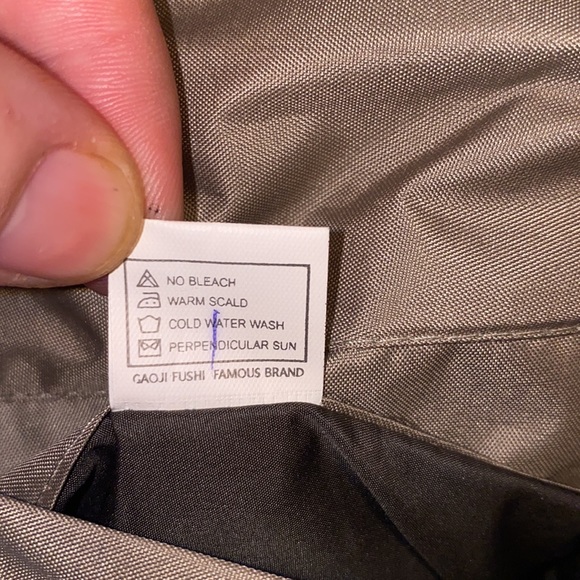 NO BLEACH
WARM SCALD
COLD WATER WASH
PERPENDICULAR SUN
GAOJI FUSHI FAMOUS BRAND